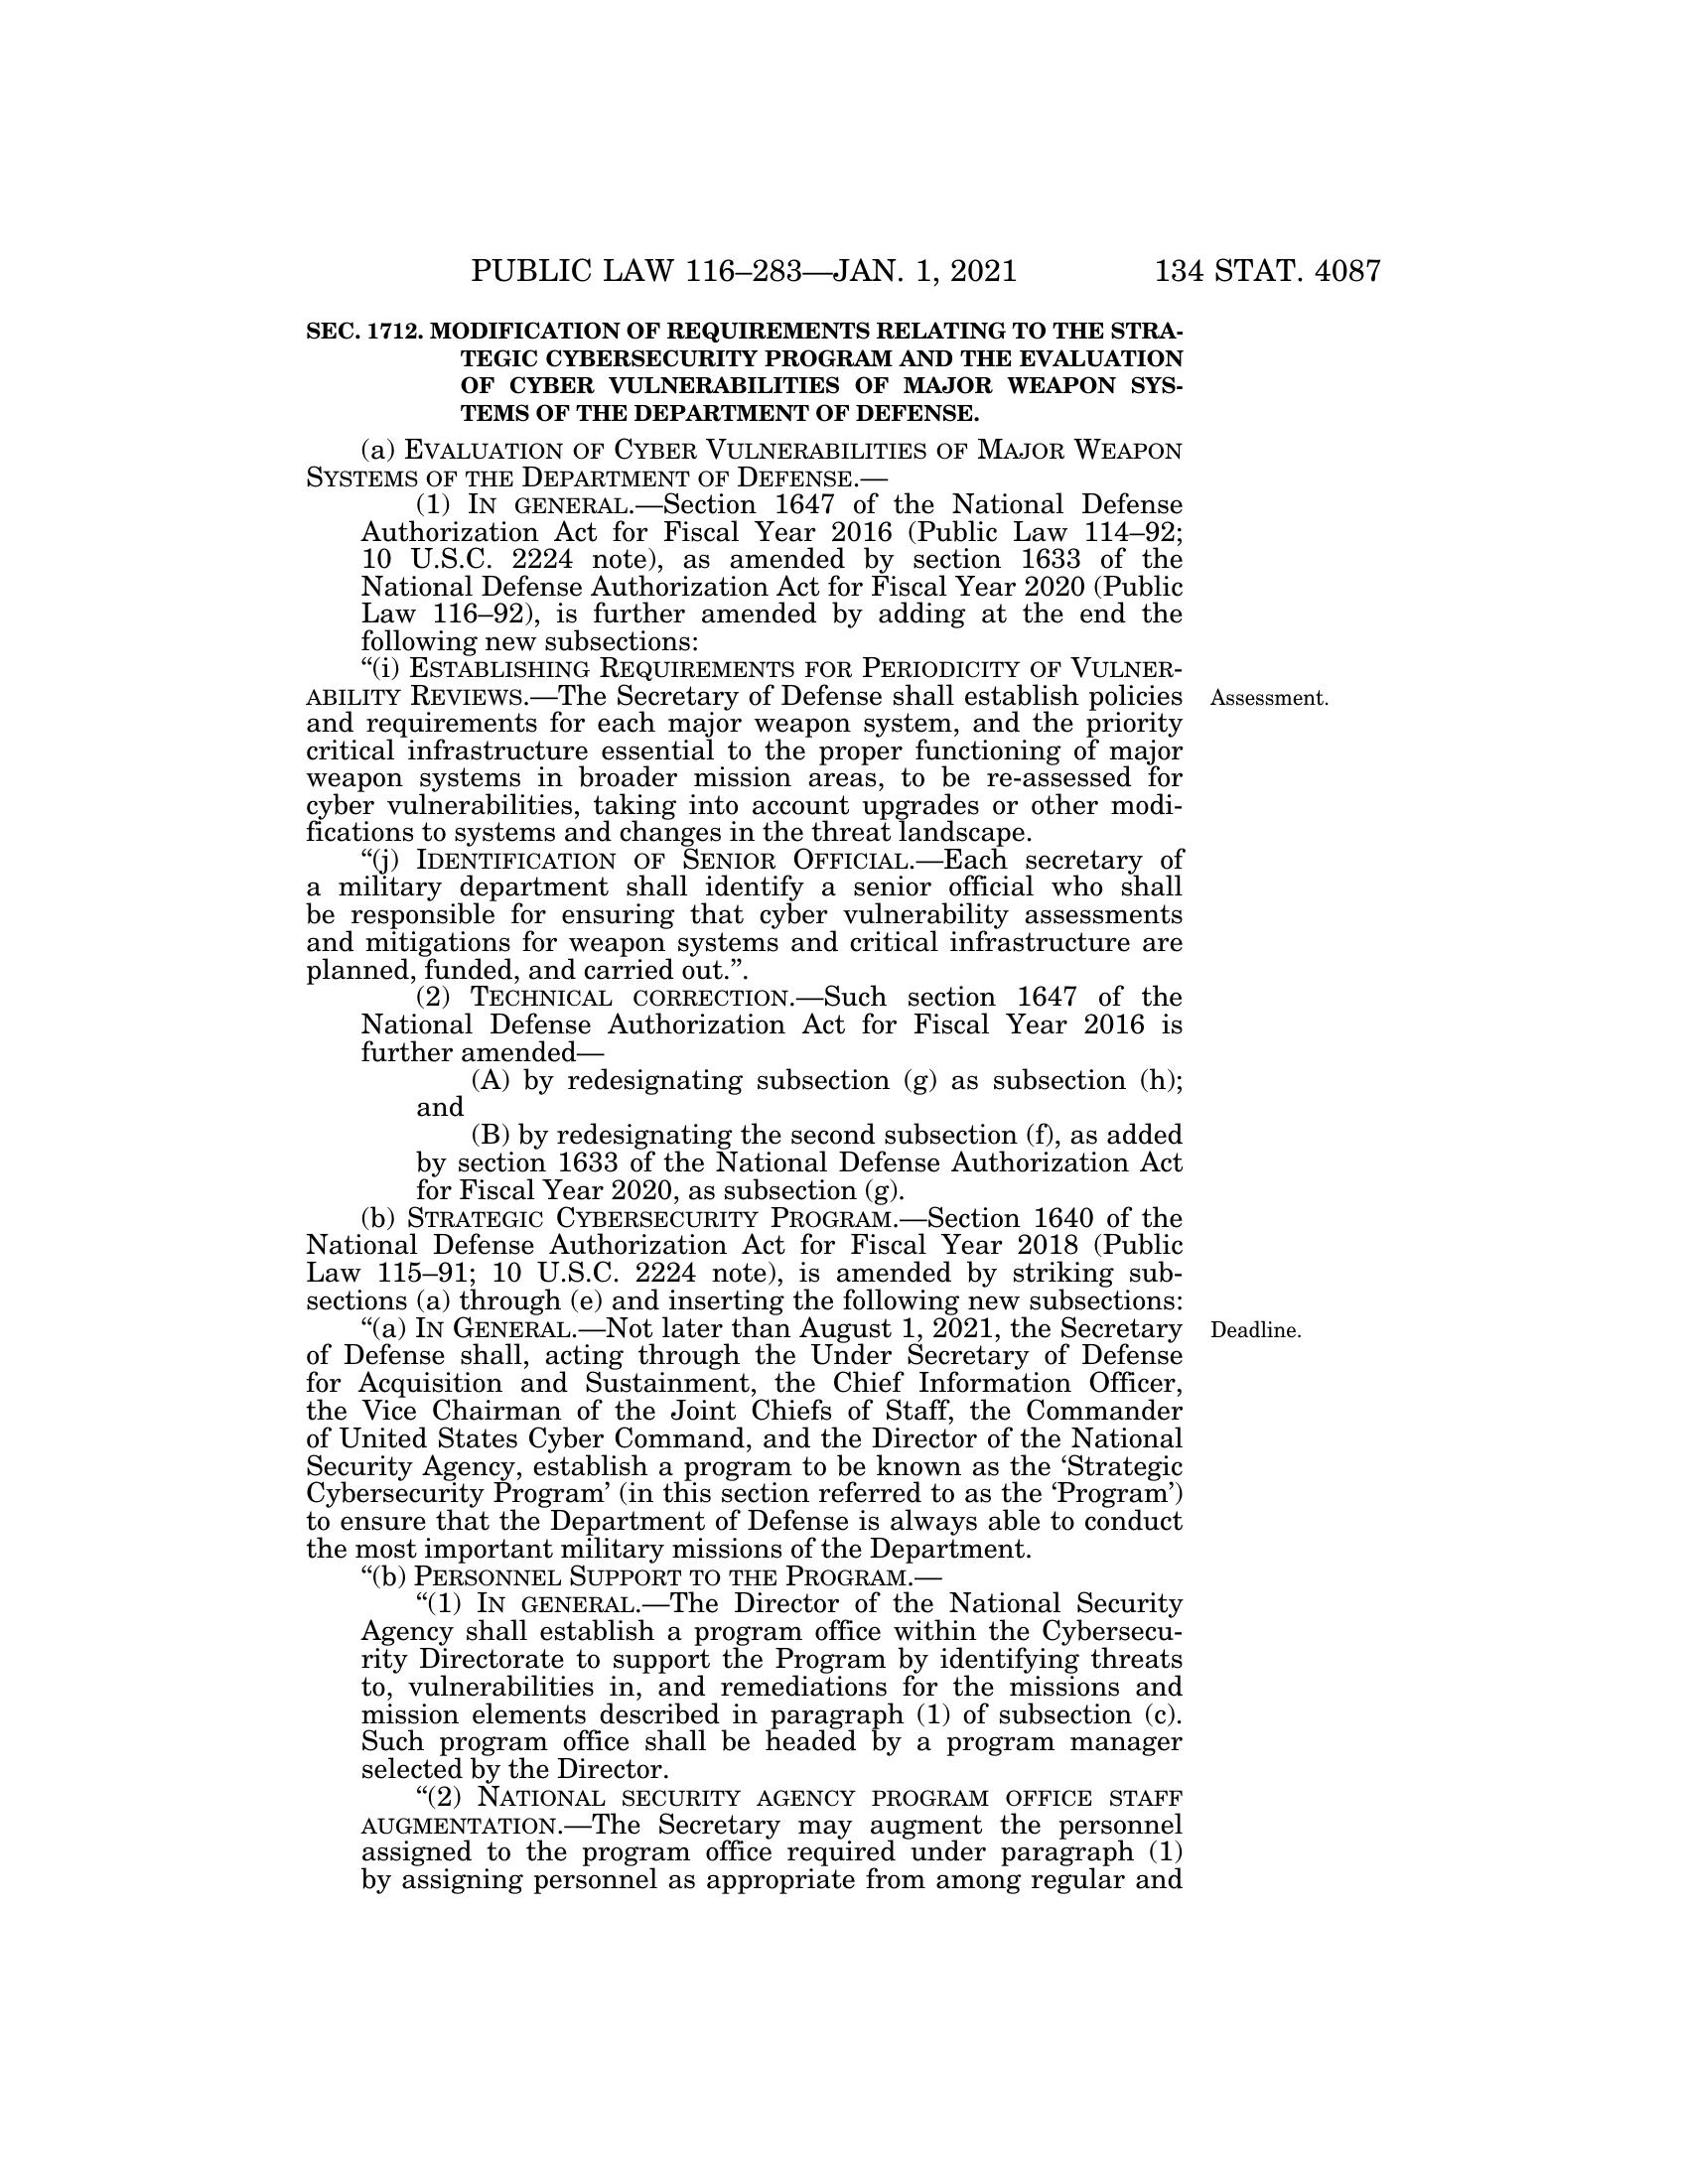 PUBLIC LAW 116–283—JAN. 1, 2021 134 STAT. 4087
SEC. 1712. MODIFICATION OF REQUIREMENTS RELATING TO THE STRA-
TEGIC CYBERSECURITY PROGRAM AND THE EVALUATION
OF CYBER VULNERABILITIES OF MAJOR WEAPON SYS-
TEMS OF THE DEPARTMENT OF DEFENSE.
(a) EVALUATION OF CYBER VULNERABILITIES OF MAJOR WEAPON
SYSTEMS OF THE DEPARTMENT OF DEFENSE.—
(1) IN GENERAL.—Section 1647 of the National Defense
Authorization Act for Fiscal Year 2016 (Public Law 114–92;
10 U.S.C. 2224 note), as amended by section 1633 of the
National Defense Authorization Act for Fiscal Year 2020 (Public
Law 116–92), is further amended by adding at the end the
following new subsections:
“(i) ESTABLISHING REQUIREMENTS FOR PERIODICITY OF VULNER-
ABILITY REVIEWS.—The Secretary of Defense shall establish policies
Assessment.
and requirements for each major weapon system, and the priority
critical infrastructure essential to the proper functioning of major
weapon systems in broader mission areas, to be re-assessed for
cyber vulnerabilities, taking into account upgrades or other modi-
fications to systems and changes in the threat landscape.
“(j) IDENTIFICATION OF SENIOR OFFICIAL.—Each secretary of
a military department shall identify a senior official who shall
be responsible for ensuring that cyber vulnerability assessments
and mitigations for weapon systems and critical infrastructure are
planned, funded, and carried out.”.
(2) TECHNICAL CORRECTION.—Such section 1647 of the
National Defense Authorization Act for Fiscal Year 2016 is
further amended—
(A) by redesignating subsection (g) as subsection (h);
and
(B) by redesignating the second subsection (f), as added
by section 1633 of the National Defense Authorization Act
for Fiscal Year 2020, as subsection (g).
(b) STRATEGIC CYBERSECURITY PROGRAM.—Section 1640 of the
National Defense Authorization Act for Fiscal Year 2018 (Public
Law 115–91; 10 U.S.C. 2224 note), is amended by striking sub-
sections (a) through (e) and inserting the following new subsections:
“(a) IN GENERAL.—Not later than August 1, 2021, the Secretary
Deadline.
of Defense shall, acting through the Under Secretary of Defense
for Acquisition and Sustainment, the Chief Information Officer,
the Vice Chairman of the Joint Chiefs of Staff, the Commander
of United States Cyber Command, and the Director of the National
Security Agency, establish a program to be known as the ‘Strategic
Cybersecurity Program’ (in this section referred to as the ‘Program’)
to ensure that the Department of Defense is always able to conduct
the most important military missions of the Department.
“(b) PERSONNEL SUPPORT TO THE PROGRAM.—
“(1) IN GENERAL.—The Director of the National Security
Agency shall establish a program office within the Cybersecu-
rity Directorate to support the Program by identifying threats
to, vulnerabilities in, and remediations for the missions and
mission elements described in paragraph (1) of subsection (c).
Such program office shall be headed by a program manager
selected by the Director.
“(2) NATIONAL SECURITY AGENCY PROGRAM OFFICE STAFF
AUGMENTATION.—The Secretary may augment the personnel
assigned to the program office required under paragraph (1)
by assigning personnel as appropriate from among regular and